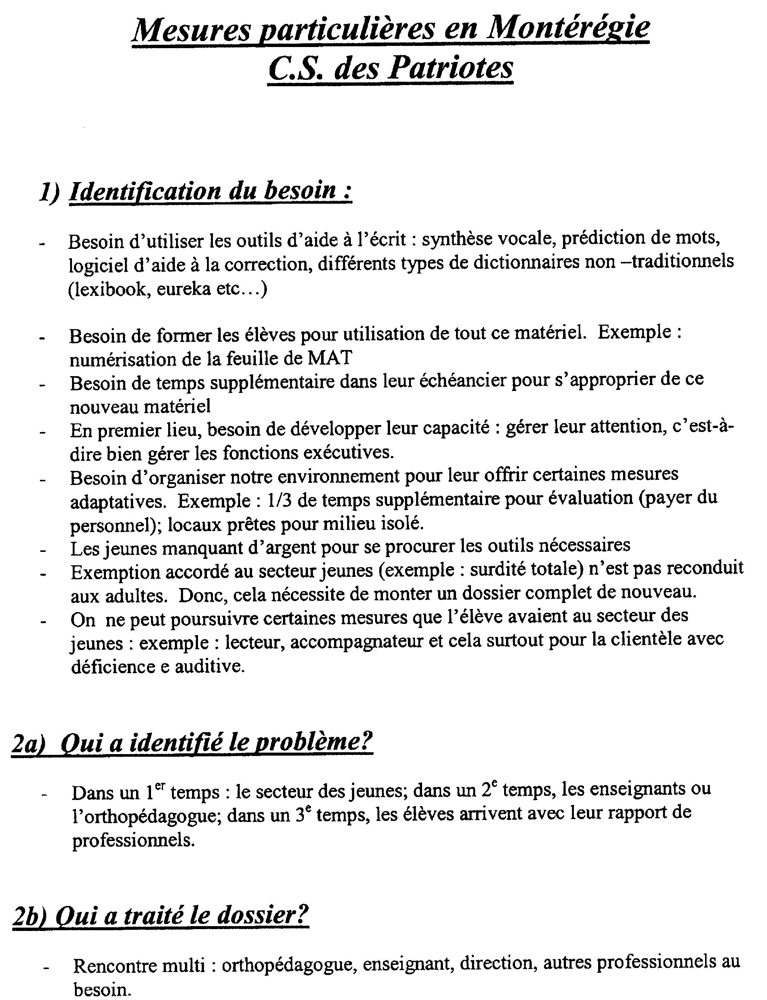 Mesures particulières en Montérégie
C.S. des Patriotes
1) Identification du besoin :
- Besoin d'utiliser les outils d'aide à l'écrit : synthèse vocale, prédiction de mots,
logiciel d'aide à la correction, différents types de dictionnaires non –traditionnels
(lexibook, eureka etc…)
- Besoin de former les élèves pour utilisation de tout ce matériel. Exemple :
numérisation de la feuille de MAT
- Besoin de temps supplémentaire dans leur échéancier pour s'approprier de ce
nouveau matériel
- En premier lieu, besoin de développer leur capacité : gérer leur attention, c'est-à-
dire bien gérer les fonctions exécutives.
- Besoin d'organiser notre environnement pour leur offrir certaines mesures
adaptatives. Exemple : 1/3 de temps supplémentaire pour évaluation (payer du
personnel); locaux prêtes pour milieu isolé.
- Les jeunes manquant d'argent pour se procurer les outils nécessaires
- Exemption accordé au secteur jeunes (exemple : surdité totale) n'est pas reconduit
aux adultes. Donc, cela nécessite de monter un dossier complet de nouveau.
- On ne peut poursuivre certaines mesures que l'élève avaient au secteur des
jeunes : exemple : lecteur, accompagnateur et cela surtout pour la clientèle avec
déficience e auditive.
2a) Qui a identifié le problème?
- Dans un 1er temps : le secteur des jeunes; dans un 2e temps, les enseignants ou
l'orthopédagogue; dans un 3e temps, les élèves arrivent avec leur rapport de
professionnels.
2b) Qui a traité le dossier?
- Rencontre multi : orthopédagogue, enseignant, direction, autres professionnels au
besoin.